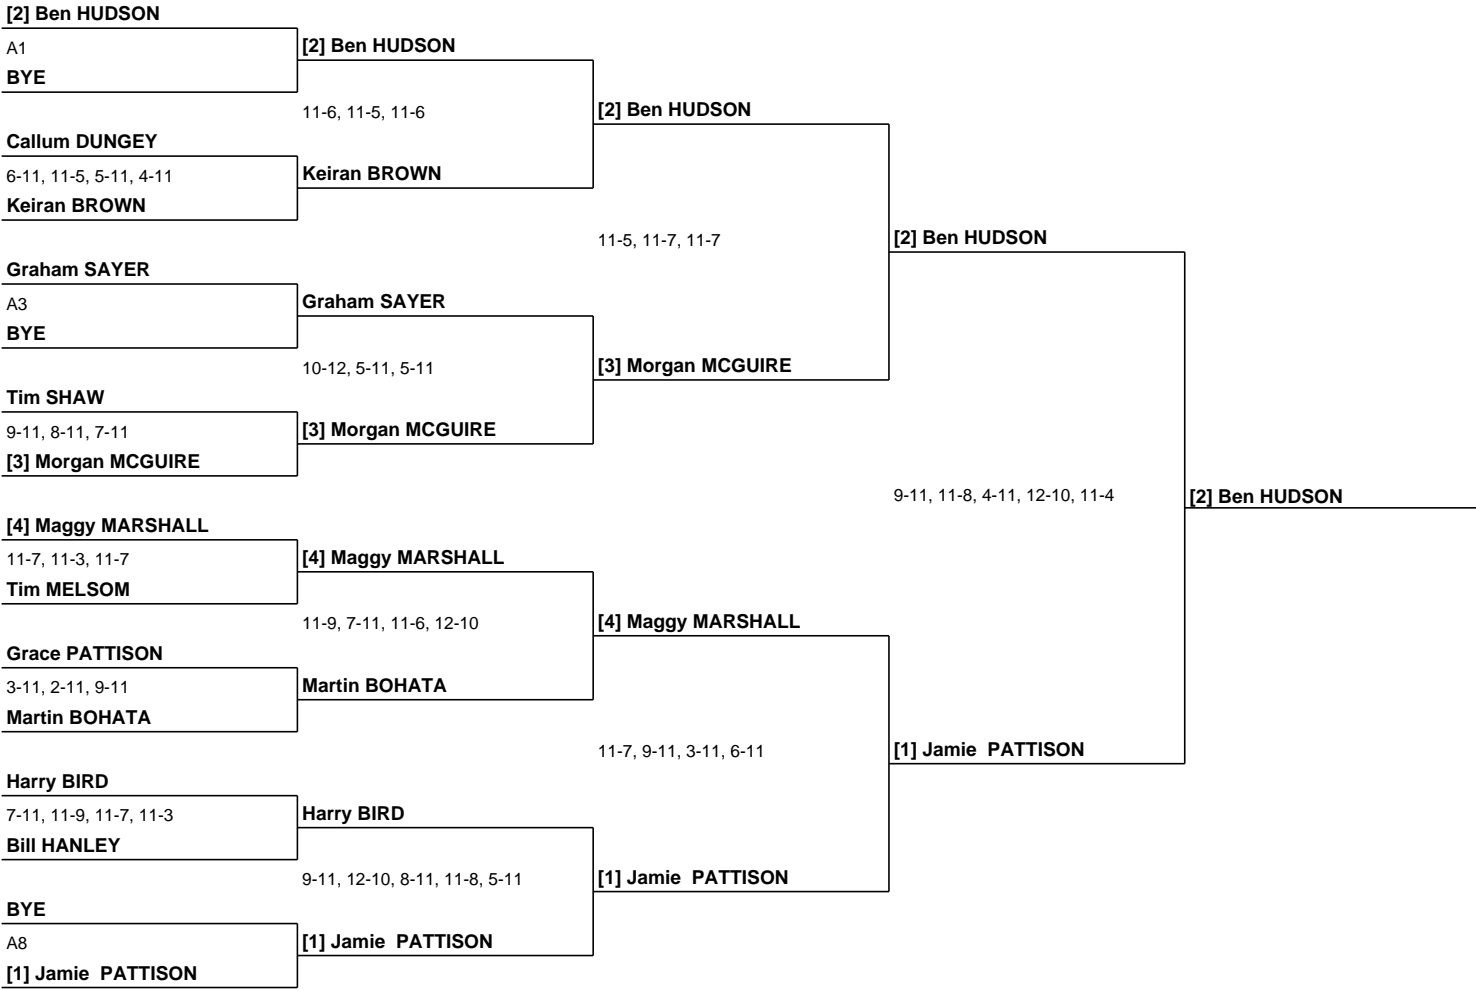 [2] Ben HUDSON
A1
BYE
[2] Ben HUDSON
11-6, 11-5, 11-6
Callum DUNGEY
6-11, 11-5, 5-11, 4-11
Keiran BROWN
Keiran BROWN
[2] Ben HUDSON
11-5, 11-7, 11-7
Graham SAYER
A3
BYE
Graham SAYER
10-12, 5-11, 5-11
Tim SHAW
9-11, 8-11, 7-11
[3] Morgan MCGUIRE
[3] Morgan MCGUIRE
[3] Morgan MCGUIRE
[2] Ben HUDSON
9-11, 11-8, 4-11, 12-10, 11-4
[2] Ben HUDSON
[4] Maggy MARSHALL
11-7, 11-3, 11-7
Tim MELSOM
[4] Maggy MARSHALL
11-9, 7-11, 11-6, 12-10
Grace PATTISON
3-11, 2-11, 9-11
Martin BOHATA
Martin BOHATA
[4] Maggy MARSHALL
11-7, 9-11, 3-11, 6-11
[1] Jamie  PATTISON
Harry BIRD
7-11, 11-9, 11-7, 11-3
Bill HANLEY
Harry BIRD
9-11, 12-10, 8-11, 11-8, 5-11
BYE
A8
[1] Jamie  PATTISON
[1] Jamie  PATTISON
[1] Jamie  PATTISON